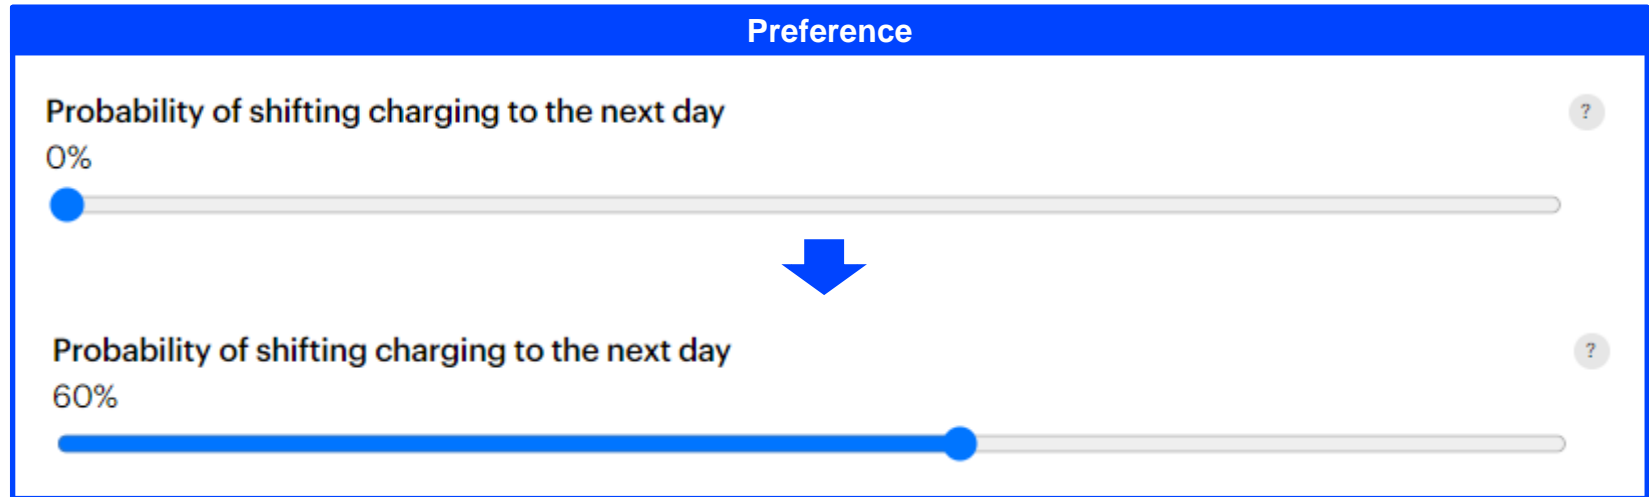 Preference
Probability of shifting charging to the next day
?
0%
Probability of shifting charging to the next day
?
60%